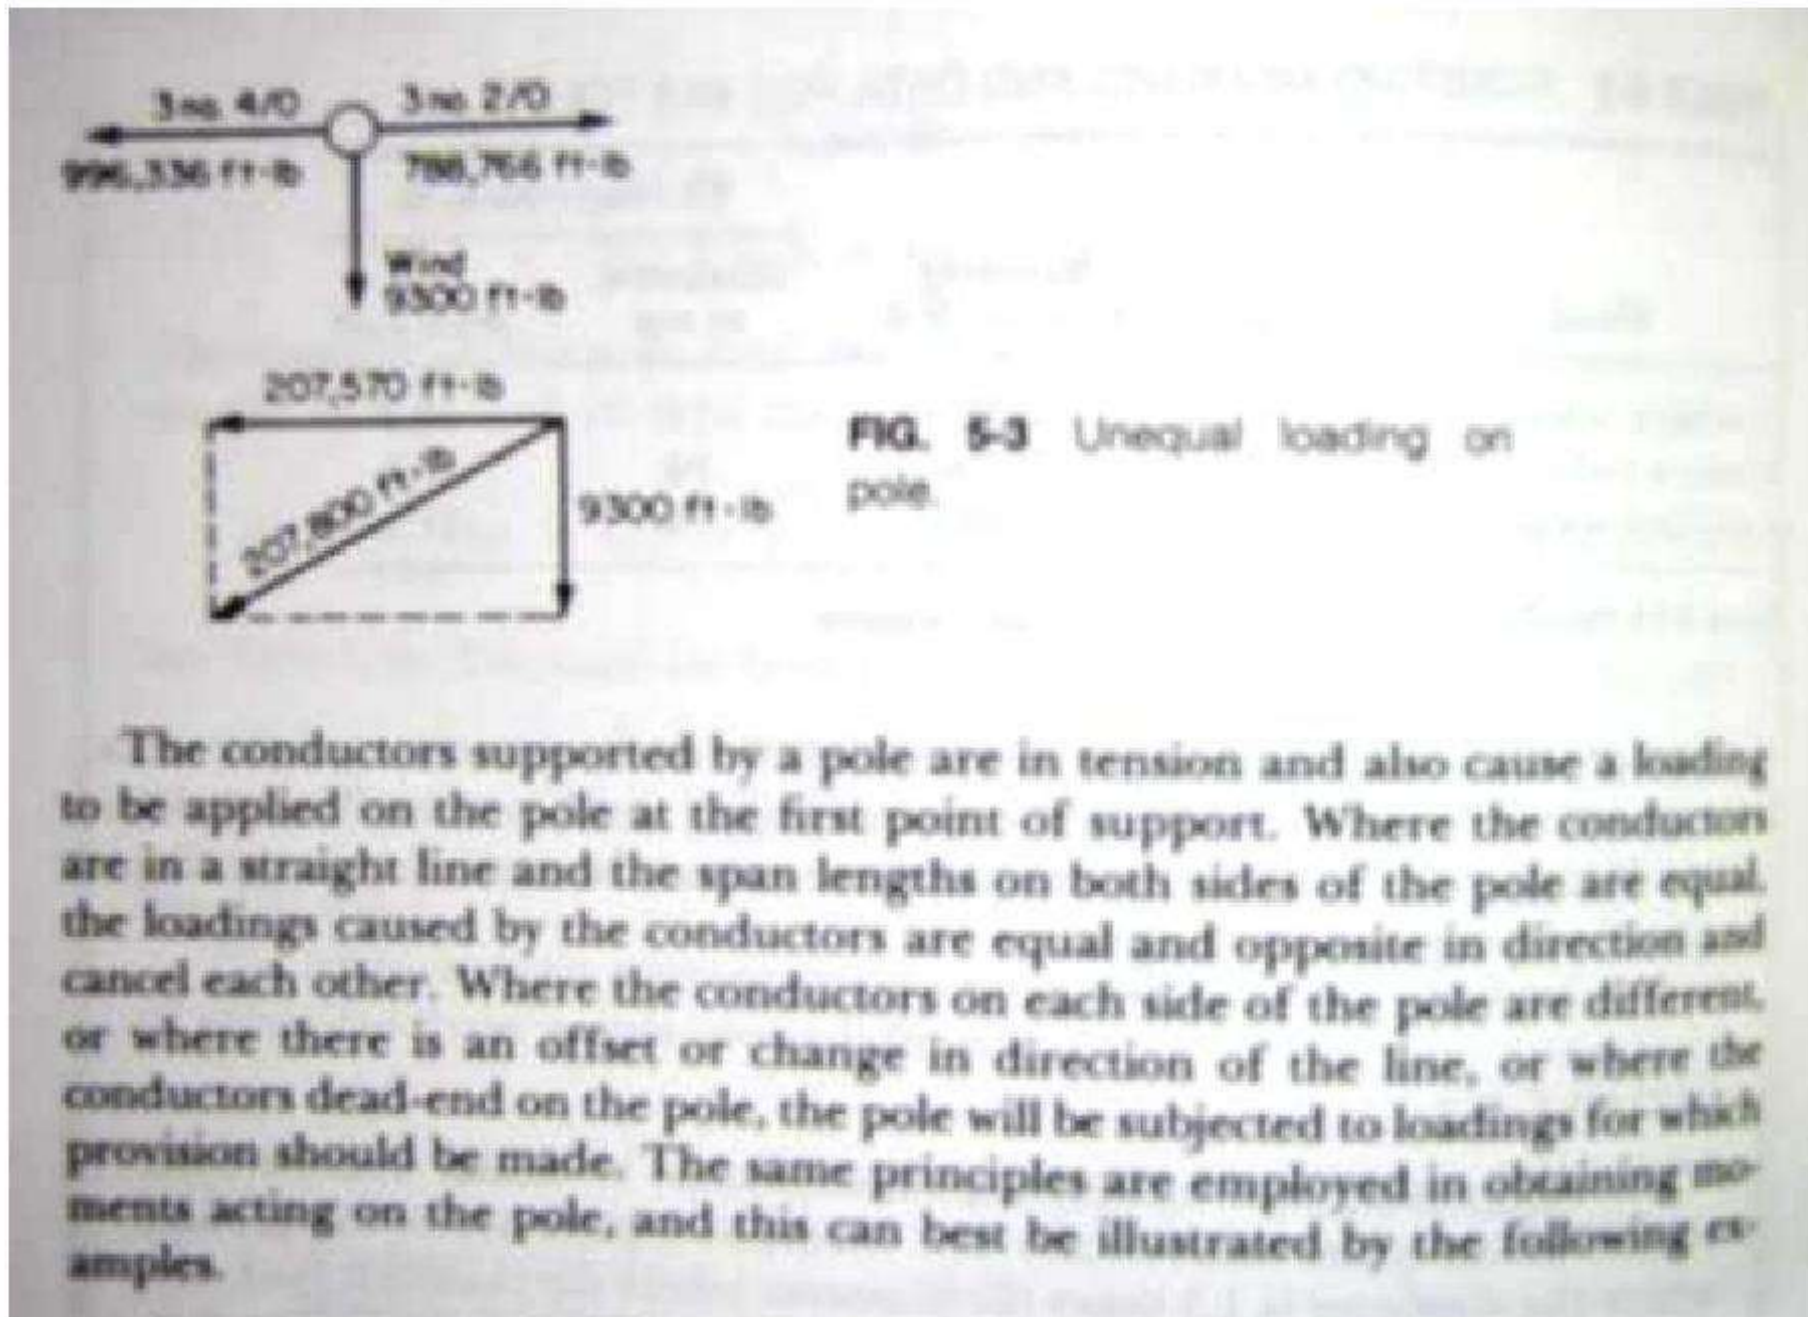 3 no. 4/0
3 no. 2/0
996,336 ft-lb
788,766 ft-lb
Wind
9300 ft-lb
207,570 ft-lb
207,800 ft-lb
9300 ft-lb
FIG. 5-3 Unequal loading on
pole.
The conductors supported by a pole are in tension and also cause a loading
to be applied on the pole at the first point of support. Where the conductors
are in a straight line and the span lengths on both sides of the pole are equal,
the loadings caused by the conductors are equal and opposite in direction and
cancel each other. Where the conductors on each side of the pole are different,
or where there is an offset or change in direction of the line, or where the
conductors dead-end on the pole, the pole will be subjected to loadings for which
provision should be made. The same principles are employed in obtaining mo-
ments acting on the pole, and this can best be illustrated by the following ex-
amples.